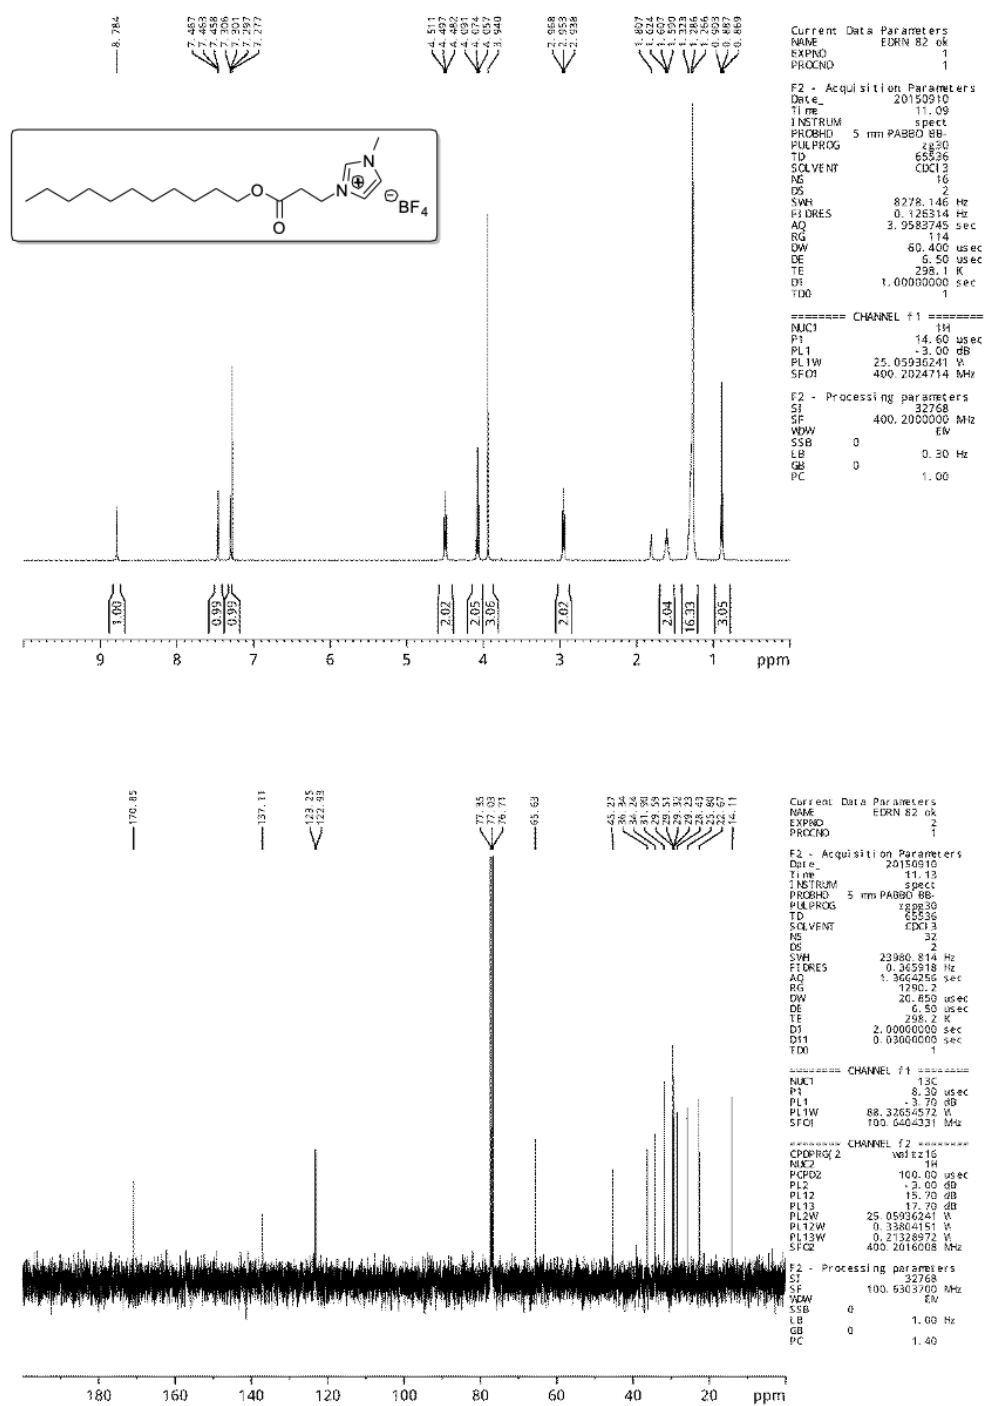 8. 784
7. 467
7. 463
7. 458
7. 306
7. 301
7. 297
7. 277
4. 511
4. 497
4. 482
4. 091
4. 074
4. 057
3. 940
2. 968
2. 953
2. 938
1. 807
1. 624
1. 607
1. 590
1. 323
1. 286
1. 266
0. 903
0. 887
0. 869
Current Data Parameters
NAME EDRN 82 ok
EXPNO 1
PROCNO 1
F2 - Acquisition Parameters
Date_ 20150910
Time 11. 09
INSTRUM spect
PROBHD 5 mm PABBO BB-
PULPROG zg30
TD 65536
SOLVENT CDCl3
NS 16
DS 2
SWH 8278. 146 Hz
FIDRES 0. 126314 Hz
AQ 3. 9583745 sec
RG 114
DW 60. 400 usec
DE 6. 50 usec
TE 298. 1 K
D1 1. 00000000 sec
TD0 1
======== CHANNEL f1 ========
NUC1 1H
P1 14. 60 usec
PL1 -3. 00 dB
PL1W 25. 05936241 W
SFO1 400. 2024714 MHz
F2 - Processing parameters
SI 32768
SF 400. 2000000 MHz
WDW EM
SSB 0
LB 0. 30 Hz
GB 0
PC 1. 00
N
N
O
O
BF4
1.00
0.99
0.99
2.02
2.05
3.06
2.02
2.04
16.33
3.05
9 8 7 6 5 4 3 2 1 ppm
170. 85
137. 11
123. 25
122. 93
77. 35
77. 03
76. 71
65. 63
45. 27
36. 34
34. 24
31. 90
29. 59
29. 51
29. 32
29. 23
28. 43
25. 80
22. 67
14. 11
Current Data Parameters
NAME EDRN 82 ok
EXPNO 2
PROCNO 1
F2 - Acquisition Parameters
Date_ 20150910
Time 11. 13
INSTRUM spect
PROBHD 5 mm PABBO BB-
PULPROG zgpg30
TD 65536
SOLVENT CDCl3
NS 32
DS 2
SWH 23980. 814 Hz
FIDRES 0. 365918 Hz
AQ 1. 3664256 sec
RG 1290. 2
DW 20. 850 usec
DE 6. 50 usec
TE 298. 2 K
D1 2. 00000000 sec
D11 0. 03000000 sec
TD0 1
======== CHANNEL f1 ========
NUC1 13C
P1 8. 30 usec
PL1 -3. 70 dB
PL1W 88. 32654572 W
SFO1 100. 6404331 MHz
======== CHANNEL f2 ========
CPDPRG[2 waltz16
NUC2 1H
PCPD2 100. 00 usec
PL2 -3. 00 dB
PL12 15. 70 dB
PL13 17. 70 dB
PL2W 25. 05936241 W
PL12W 0. 33804151 W
PL13W 0. 21328972 W
SFO2 400. 2016008 MHz
F2 - Processing parameters
SI 32768
SF 100. 6303700 MHz
WDW EM
SSB 0
LB 1. 00 Hz
GB 0
PC 1. 40
180 160 140 120 100 80 60 40 20 ppm